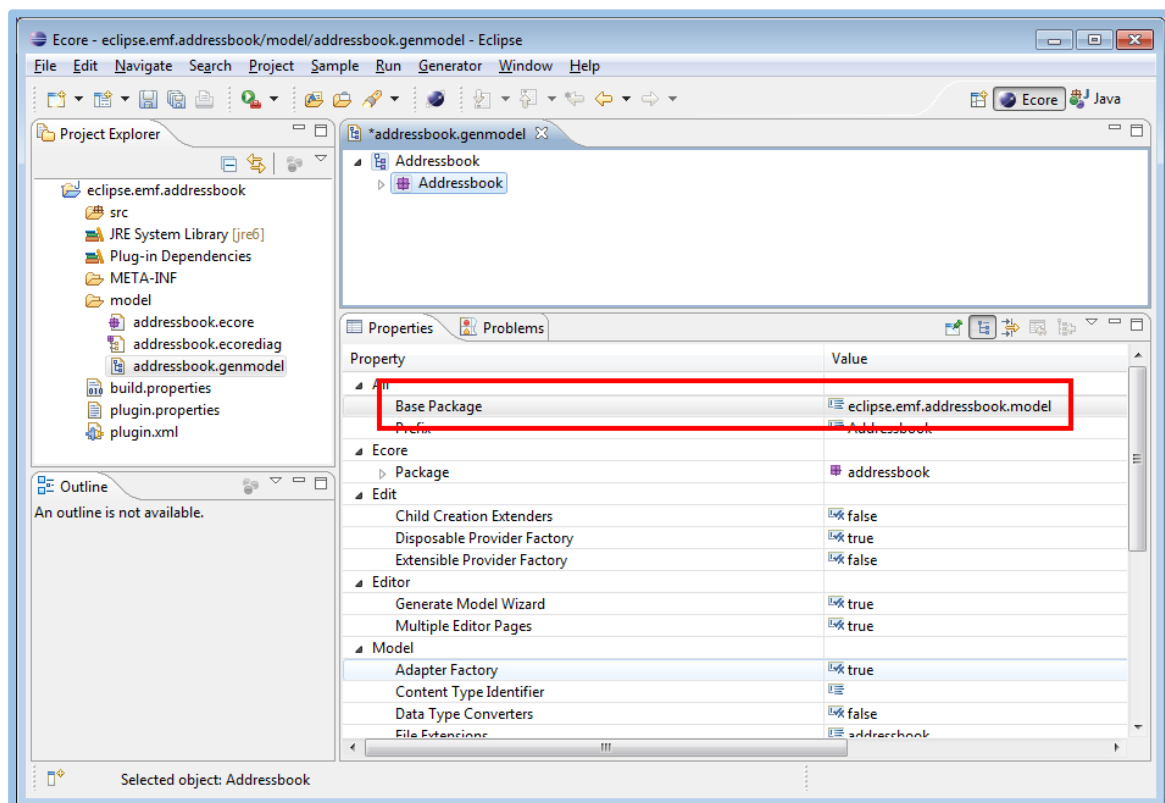 Ecore - eclipse.emf.addressbook/model/addressbook.genmodel - Eclipse
File Edit Navigate Search Project Sample Run Generator Window Help
Ecore Java
Project Explorer
eclipse.emf.addressbook
src
JRE System Library [jre6]
Plug-in Dependencies
META-INF
model
addressbook.ecore
addressbook.ecorediag
addressbook.genmodel
build.properties
plugin.properties
plugin.xml
Outline
An outline is not available.
*addressbook.genmodel
Addressbook
Addressbook
Properties Problems
Property Value
All
Base Package eclipse.emf.addressbook.model
Prefix Addressbook
Ecore
Package addressbook
Edit
Child Creation Extenders false
Disposable Provider Factory true
Extensible Provider Factory false
Editor
Generate Model Wizard true
Multiple Editor Pages true
Model
Adapter Factory true
Content Type Identifier
Data Type Converters false
File Extensions addressbook
Selected object: Addressbook